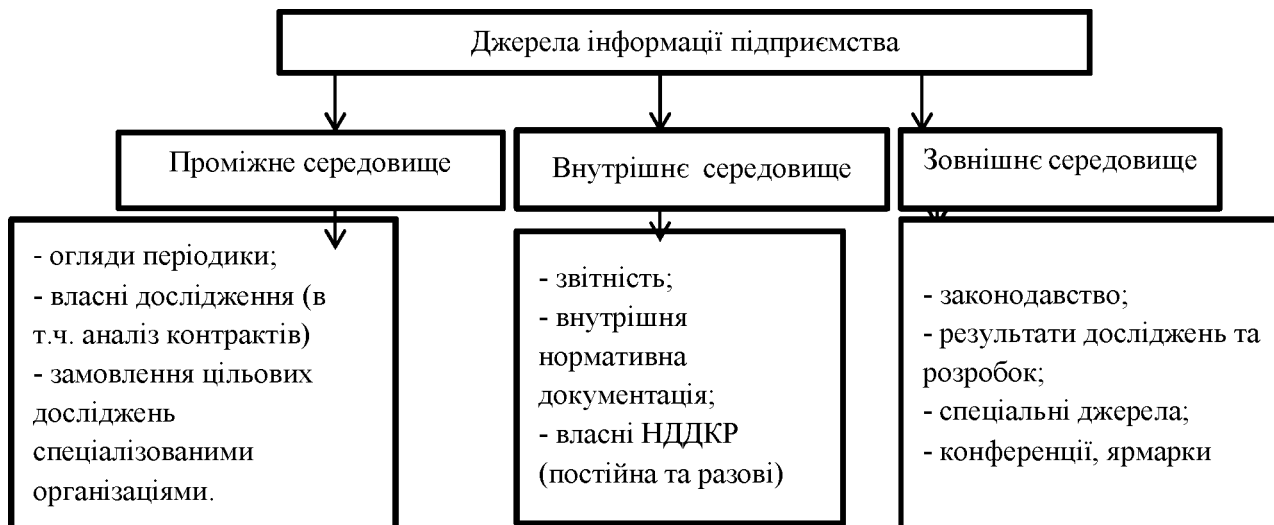 Джерела інформації підприємства
Проміжне середовище
Внутрішнє середовище
Зовнішнє середовище
- огляди періодики;
- власні дослідження (в
т.ч. аналіз контрактів)
- замовлення цільових
досліджень
спеціалізованими
організаціями.
- звітність;
- внутрішня
нормативна
документація;
- власні НДДКР
(постійна та разові)
- законодавство;
- результати досліджень та
розробок;
- спеціальні джерела;
- конференції, ярмарки